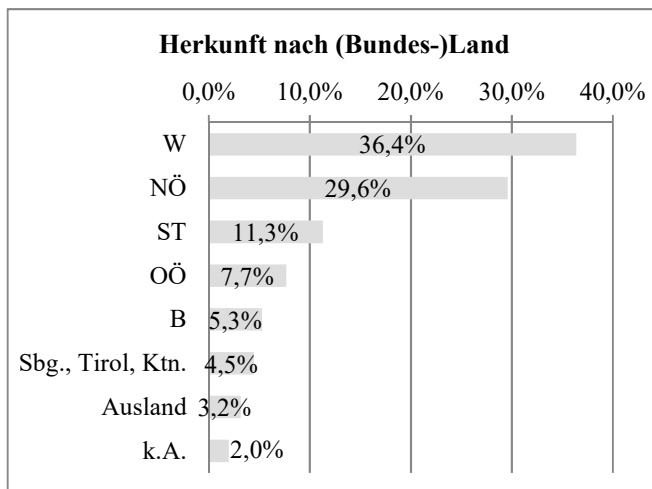 Herkunft nach (Bundes-)Land
0,0% 10,0% 20,0% 30,0% 40,0%
W 36,4%
NÖ 29,6%
ST 11,3%
OÖ 7,7%
B 5,3%
Sbg., Tirol, Ktn. 4,5%
Ausland 3,2%
k.A. 2,0%